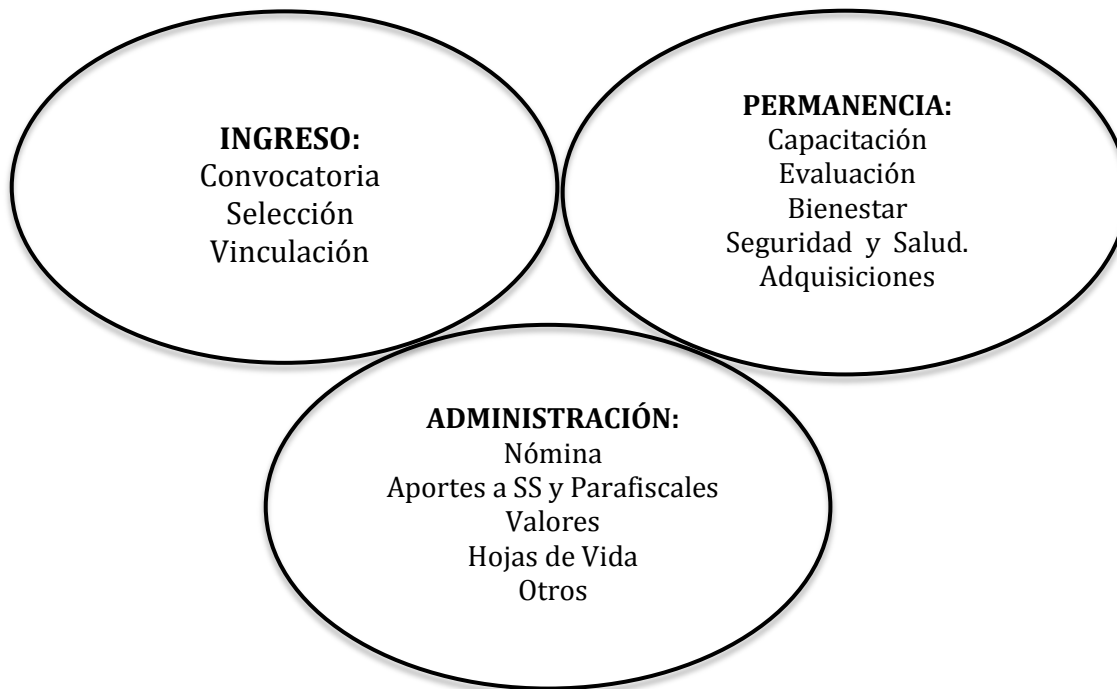 INGRESO:
Convocatoria
Selección
Vinculación
PERMANENCIA:
Capacitación
Evaluación
Bienestar
Seguridad y Salud.
Adquisiciones
ADMINISTRACIÓN:
Nómina
Aportes a SS y Parafiscales
Valores
Hojas de Vida
Otros